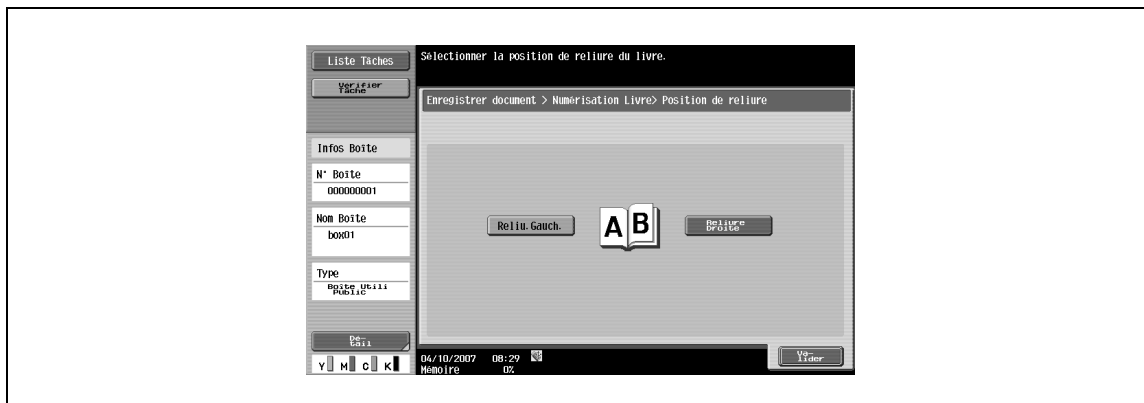 Liste Tâches
Vérifier
Tâche
Sélectionner la position de reliure du livre.
Enregistrer document > Numérisation Livre> Position de reliure
Infos Boîte
N° Boîte
000000001
Nom Boîte
box01
Type
Boîte Utili
Public
Dé-
tail
Reliu.Gauch.
A B
Reliure
Droite
Y M C K
04/10/2007 08:29
Mémoire 0%
Va-
lider